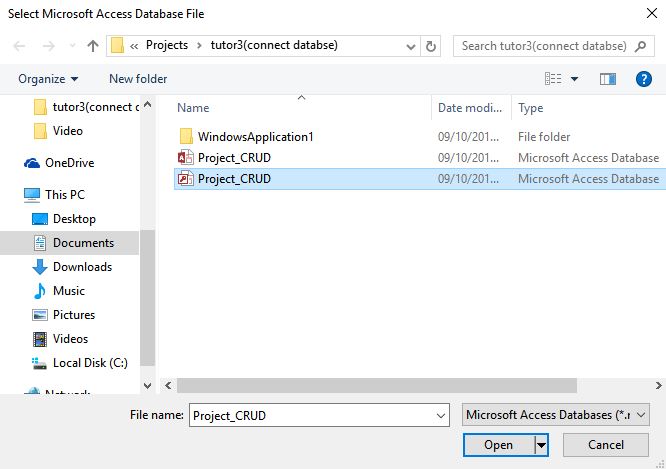 Select Microsoft Access Database File
« Projects > tutor3(connect databse)
Search tutor3(connect databse)
Organize
New folder
?
Name
Date modi...
Type
tutor3(connect d
Video
OneDrive
This PC
Desktop
Documents
Downloads
Music
Pictures
Videos
Local Disk (C:)
Network
WindowsApplication1 09/10/201... File folder
Project_CRUD 09/10/201... Microsoft Access Database
Project_CRUD 09/10/201... Microsoft Access Database
File name: Project_CRUD
Microsoft Access Databases (*.r
Open
Cancel